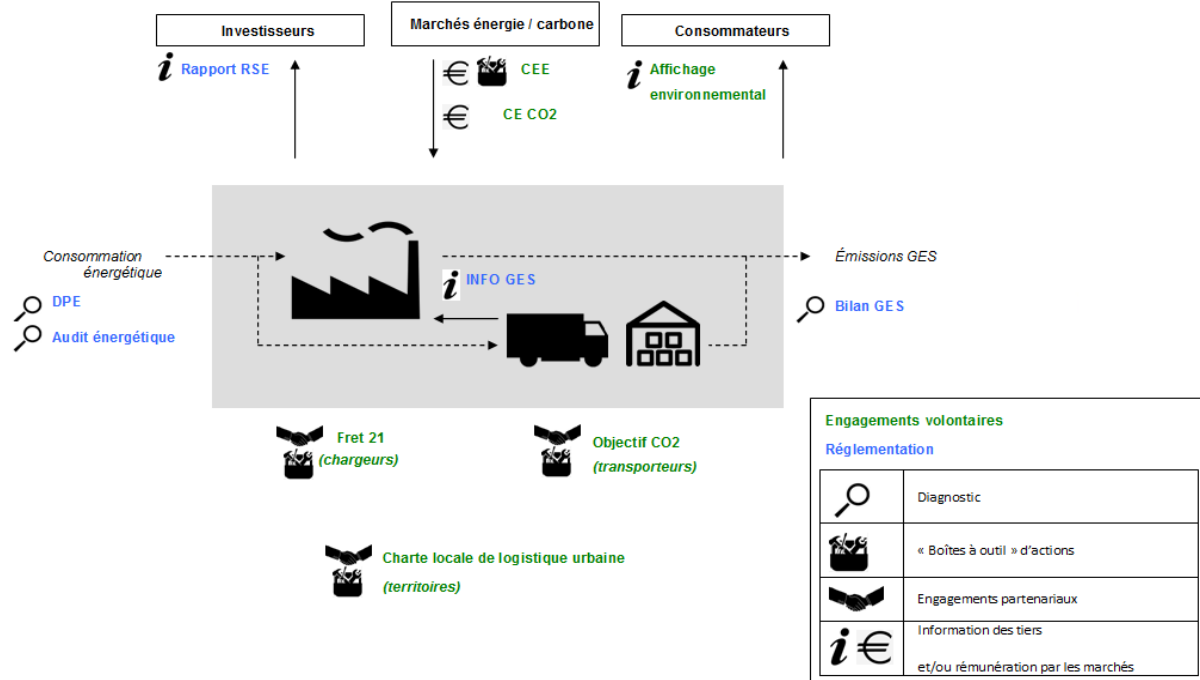 Investisseurs
Marchés énergie / carbone
Consommateurs
i Rapport RSE
€ CEE
€ CE CO2
i Affichage
environnemental
Consommation
énergétique
DPE
Audit énergétique
i INFO GES
Émissions GES
Bilan GES
Fret 21
(chargeurs)
Objectif CO2
(transporteurs)
Charte locale de logistique urbaine
(territoires)
Engagements volontaires
Réglementation
Diagnostic
« Boîtes à outil » d'actions
Engagements partenariaux
i €
Information des tiers
et/ou rémunération par les marchés